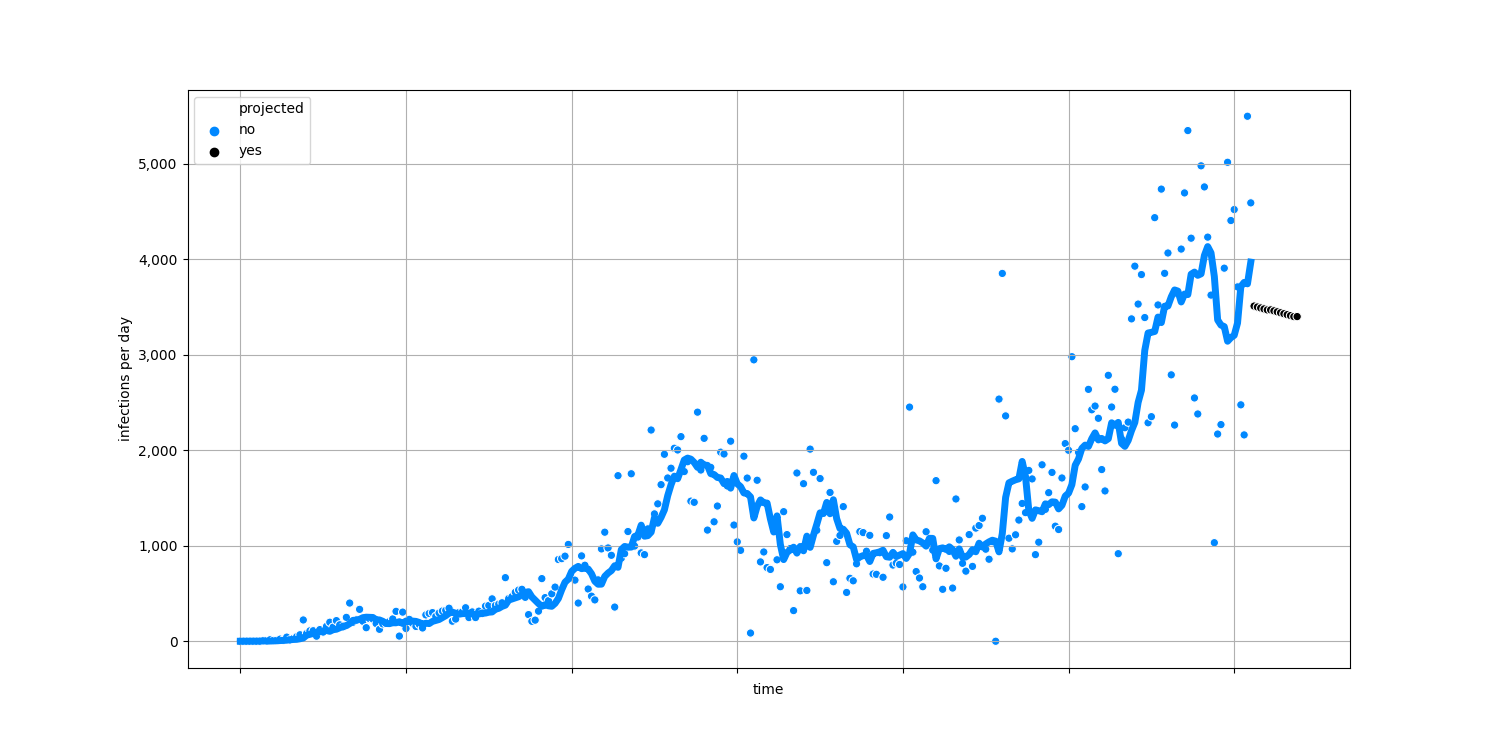 projected
no
yes
5,000
4,000
3,000
2,000
1,000
0
infections per day
time